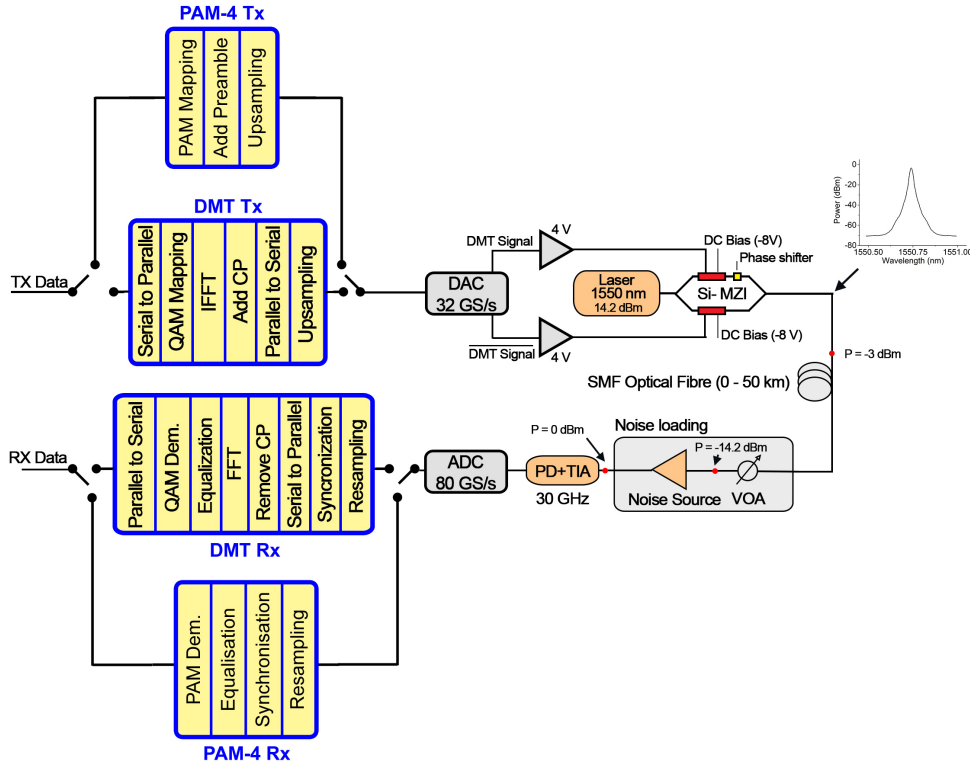 PAM-4 Tx
PAM Mapping
Add Preamble
Upsampling
DMT Tx
TX Data
Serial to Parallel
QAM Mapping
IFFT
Add CP
Parallel to Serial
Upsampling
DAC
32 GS/s
DMT Signal
4 V
DMT Signal
4 V
Laser
1550 nm
14.2 dBm
DC Bias (-8V)
Phase shifter
Si- MZI
DC Bias (-8 V)
Power (dBm)
0
-20
-40
-60
-80
1550.50
1550.75
1551.00
Wavelength (nm)
P = -3 dBm
SMF Optical Fibre (0 - 50 km)
Noise loading
P = -14.2 dBm
Noise Source
VOA
P = 0 dBm
PD+TIA
30 GHz
ADC
80 GS/s
RX Data
Parallel to Serial
QAM Dem.
Equalization
FFT
Remove CP
Serial to Parallel
Syncronization
Resamping
DMT Rx
PAM Dem.
Equalisation
Synchronisation
Resamping
PAM-4 Rx